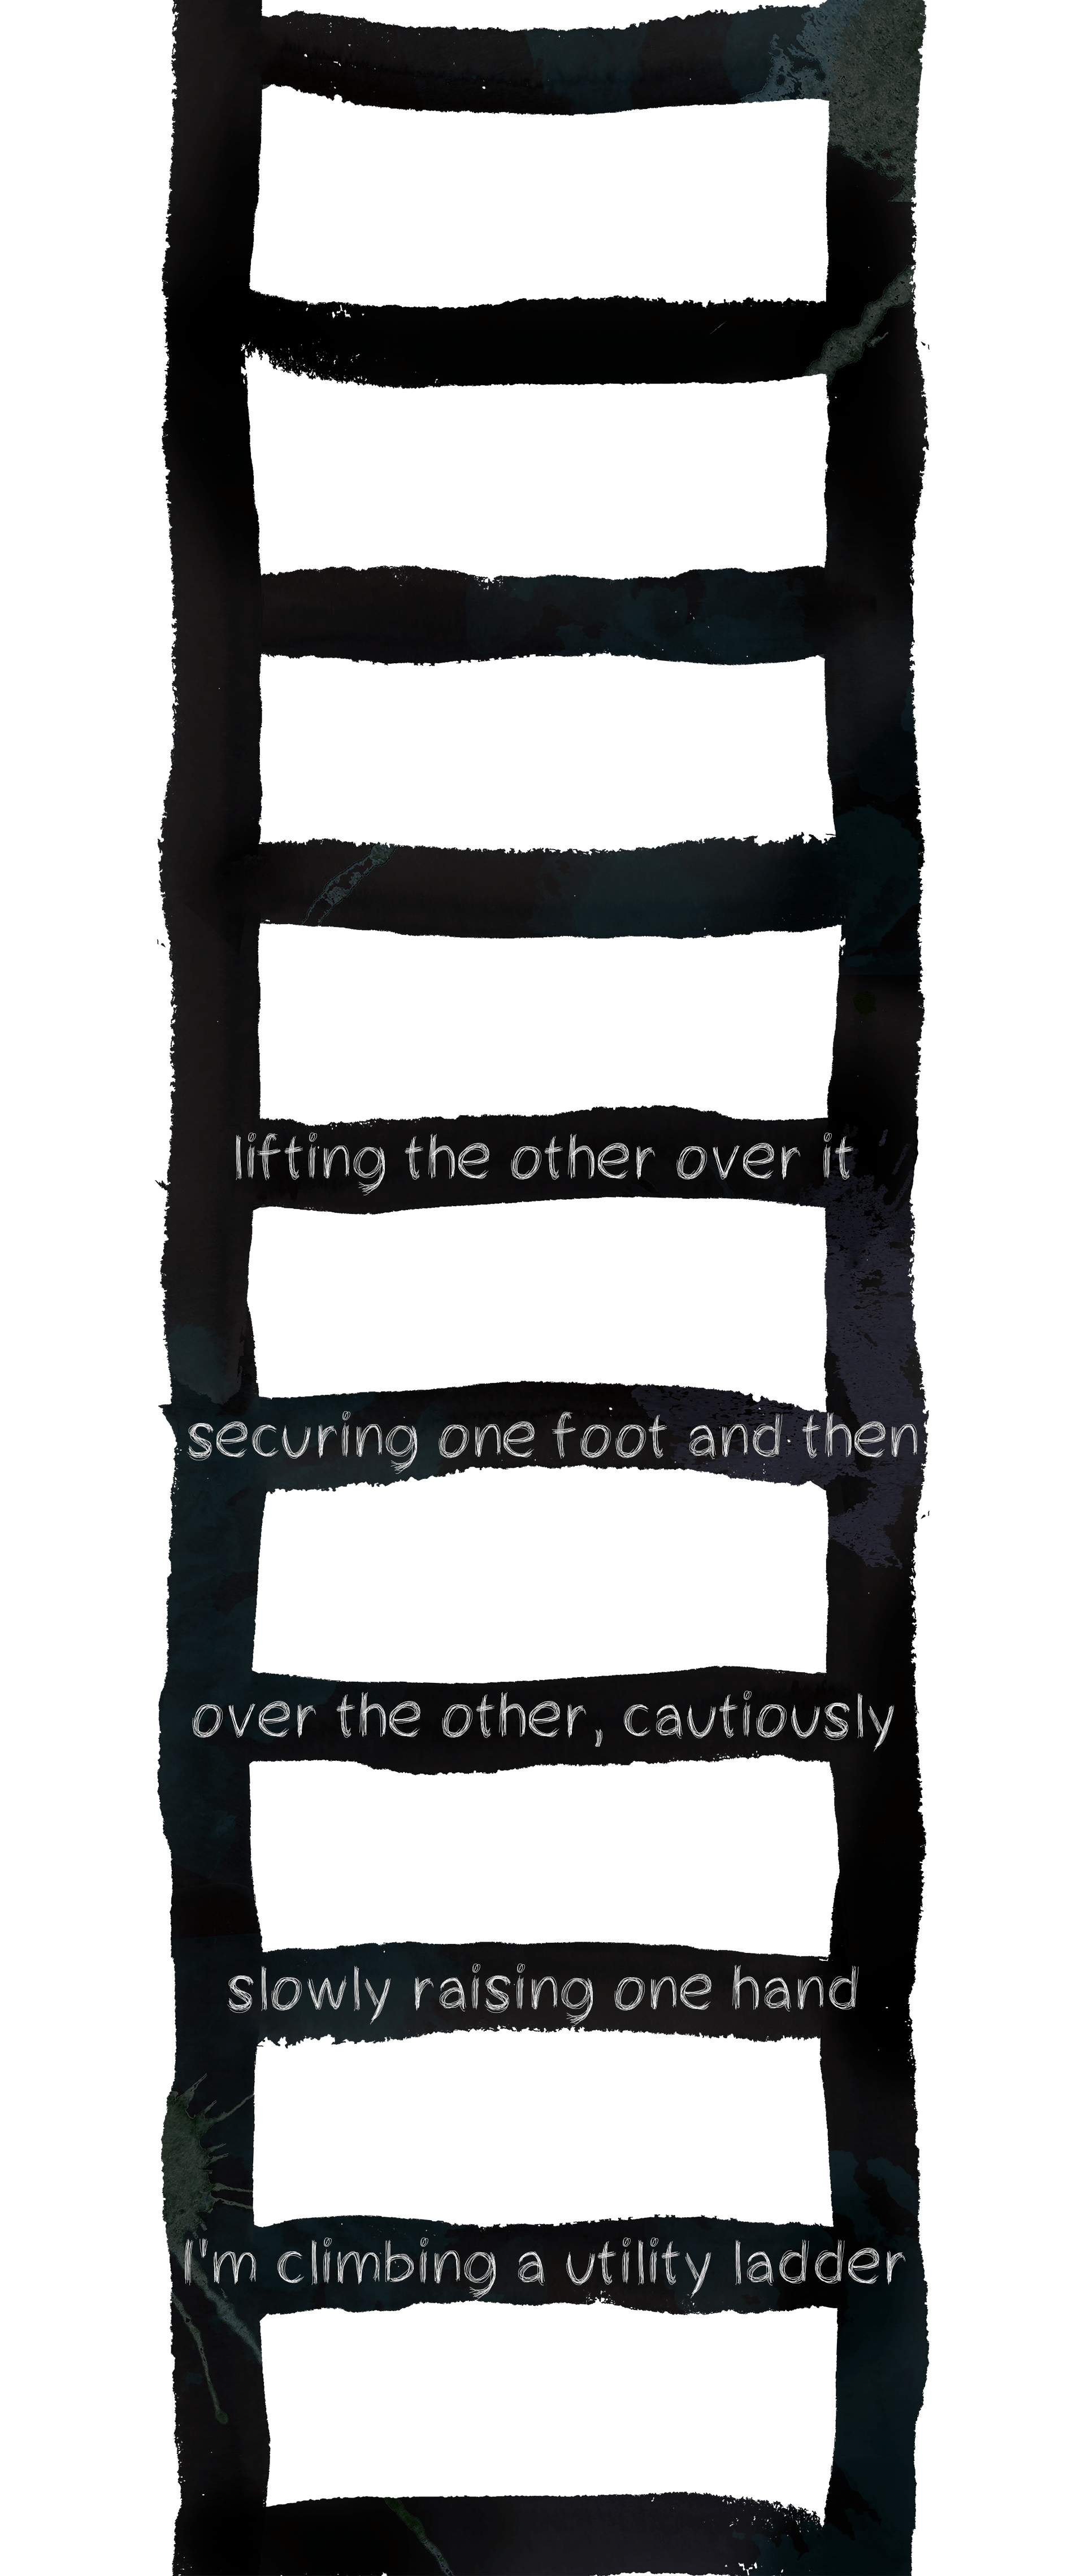 I'm climbing a utility ladder
slowly raising one hand
over the other, cautiously
securing one foot and then
lifting the other over it